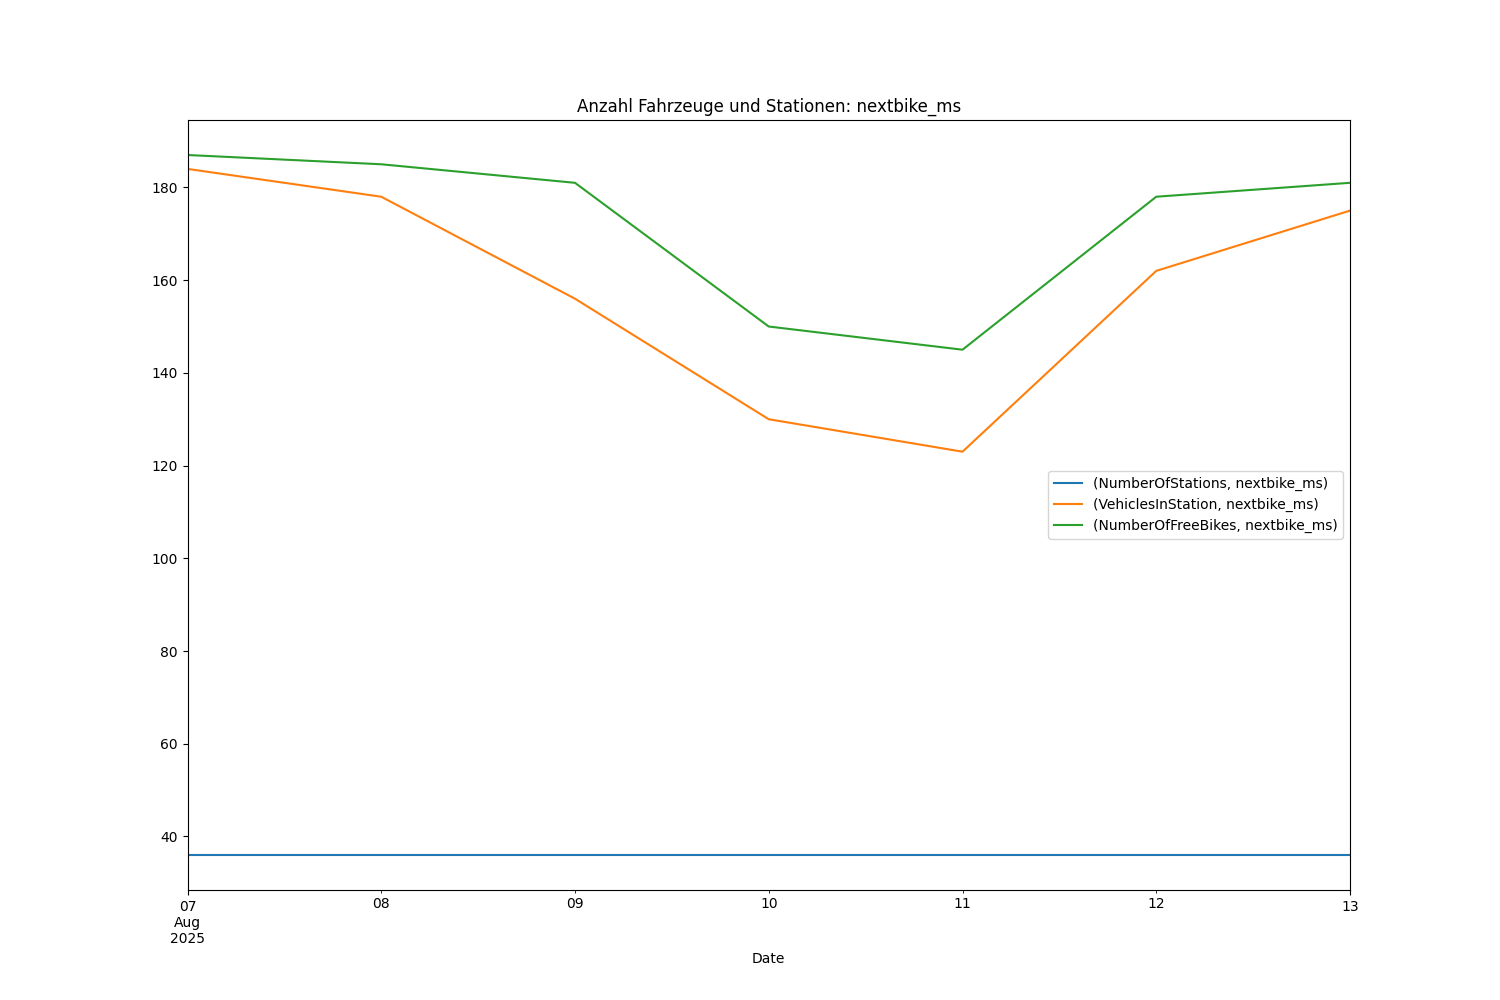 Anzahl Fahrzeuge und Stationen: nextbike_ms
180
160
140
120
100
80
60
40
(NumberOfStations, nextbike_ms)
(VehiclesInStation, nextbike_ms)
(NumberOfFreeBikes, nextbike_ms)
07 08 09 10 11 12 13
Aug
2025
Date